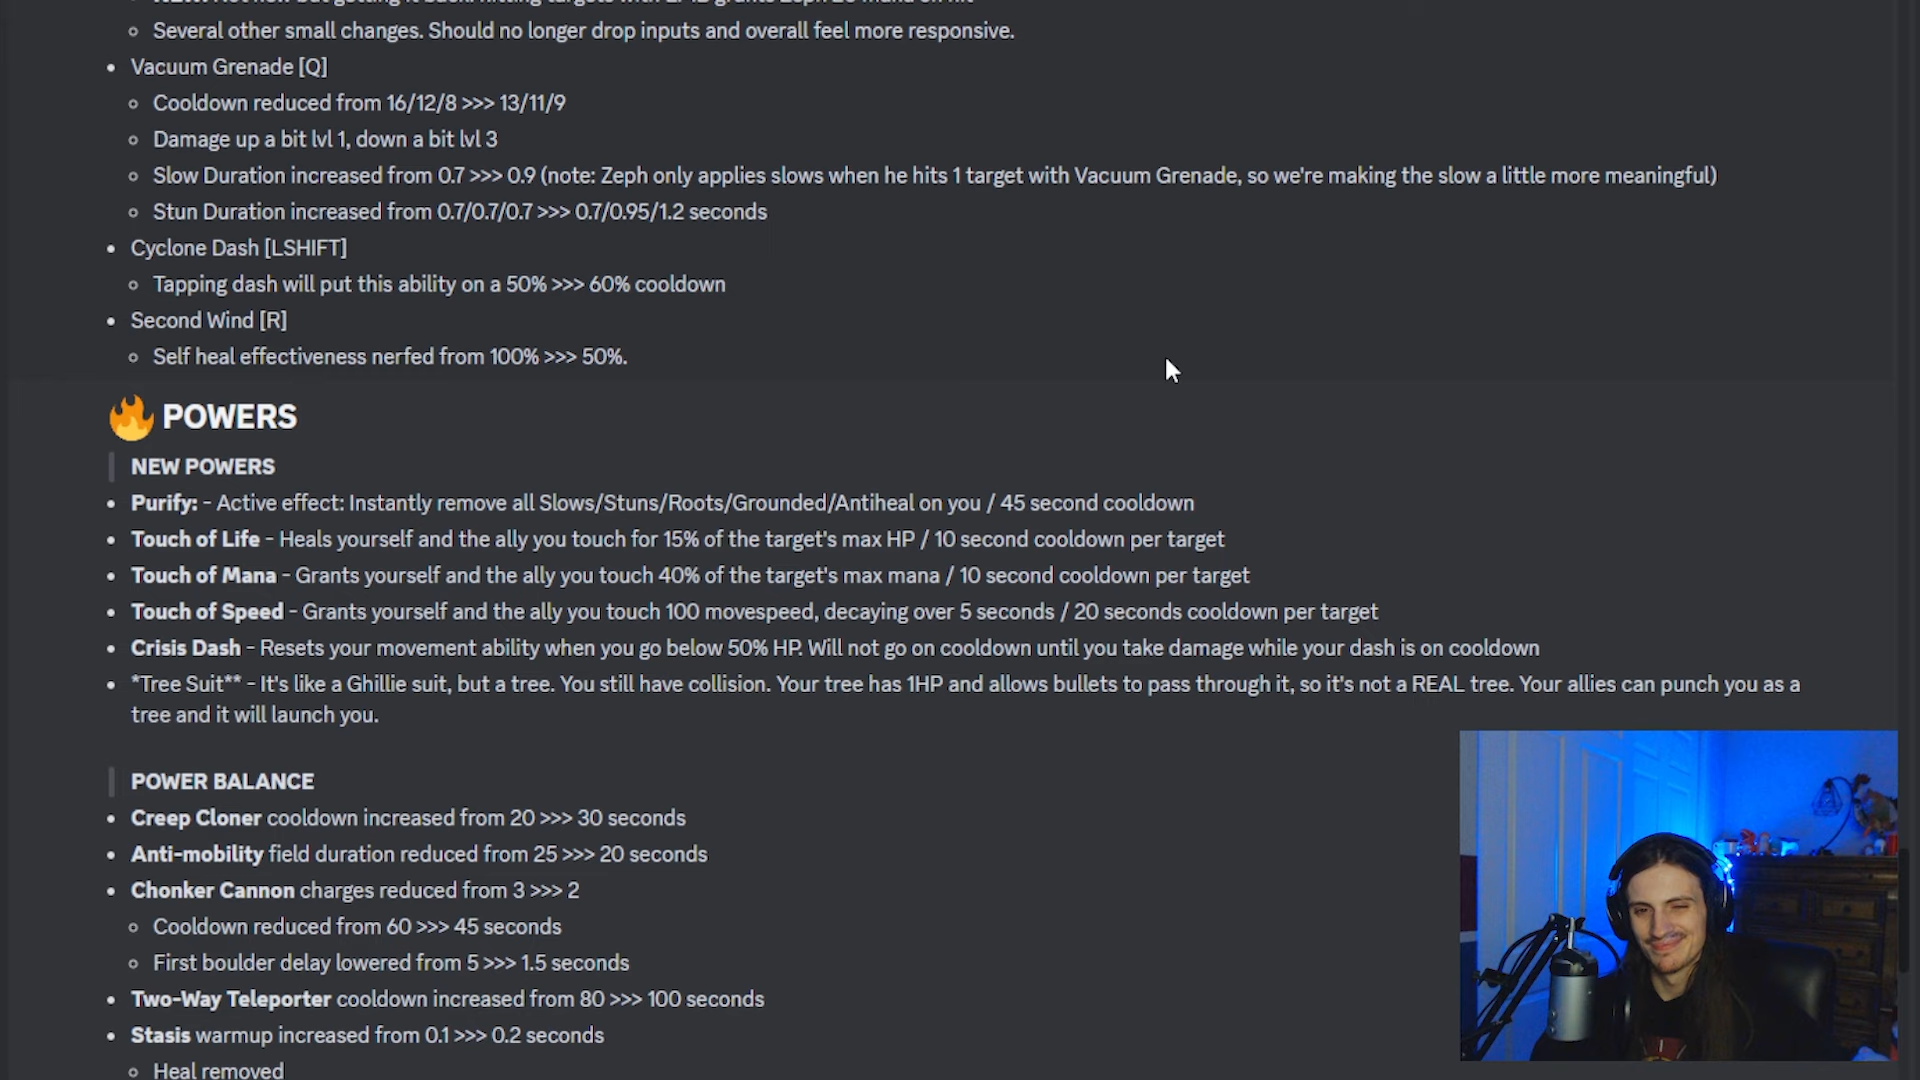 Several other small changes. Should no longer drop inputs and overall feel more responsive.
Vacuum Grenade [Q]
Cooldown reduced from 16/12/8 >>> 13/11/9
Damage up a bit lvl 1, down a bit lvl 3
Slow Duration increased from 0.7 >>> 0.9 (note: Zeph only applies slows when he hits 1 target with Vacuum Grenade, so we're making the slow a little more meaningful)
Stun Duration increased from 0.7/0.7/0.7 >>> 0.7/0.95/1.2 seconds
Cyclone Dash [LSHIFT]
Tapping dash will put this ability on a 50% >>> 60% cooldown
Second Wind [R]
Self heal effectiveness nerfed from 100% >>> 50%.
🔥 POWERS
NEW POWERS
Purify: - Active effect: Instantly remove all Slows/Stuns/Roots/Grounded/Antiheal on you / 45 second cooldown
Touch of Life - Heals yourself and the ally you touch for 15% of the target's max HP / 10 second cooldown per target
Touch of Mana - Grants yourself and the ally you touch 40% of the target's max mana / 10 second cooldown per target
Touch of Speed - Grants yourself and the ally you touch 100 movespeed, decaying over 5 seconds / 20 seconds cooldown per target
Crisis Dash - Resets your movement ability when you go below 50% HP. Will not go on cooldown until you take damage while your dash is on cooldown
*Tree Suit** - It's like a Ghillie suit, but a tree. You still have collision. Your tree has 1HP and allows bullets to pass through it, so it's not a REAL tree. Your allies can punch you as a
tree and it will launch you.
POWER BALANCE
Creep Cloner cooldown increased from 20 >>> 30 seconds
Anti-mobility field duration reduced from 25 >>> 20 seconds
Chonker Cannon charges reduced from 3 >>> 2
Cooldown reduced from 60 >>> 45 seconds
First boulder delay lowered from 5 >>> 1.5 seconds
Two-Way Teleporter cooldown increased from 80 >>> 100 seconds
Stasis warmup increased from 0.1 >>> 0.2 seconds
Heal removed